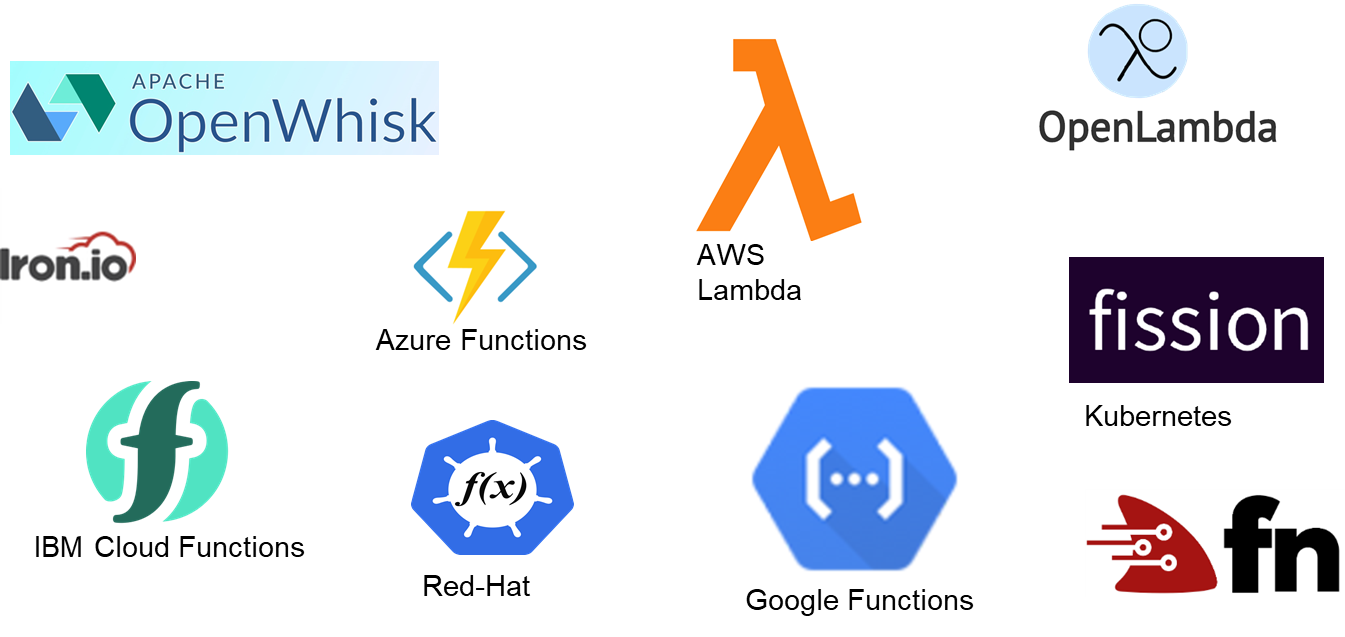 APACHE
OpenWhisk
OpenLambda
Iron.io
AWS
Lambda
Azure Functions
fission
Kubernetes
f
IBM Cloud Functions
f(x)
Red-Hat
Google Functions
fn